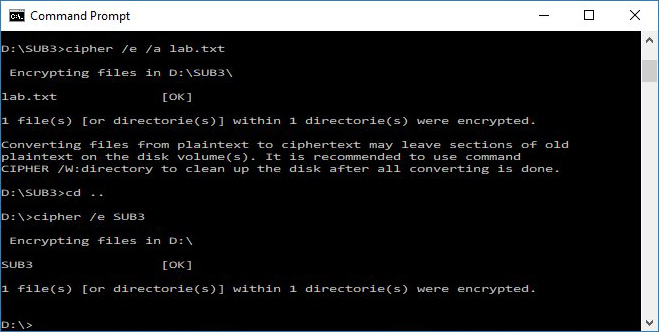 Command Prompt
D:\SUB3>cipher /e /a lab.txt
Encrypting files in D:\SUB3\
lab.txt [OK]
1 file(s) [or directorie(s)] within 1 directorie(s) were encrypted.
Converting files from plaintext to ciphertext may leave sections of old
plaintext on the disk volume(s). It is recommended to use command
CIPHER /W:directory to clean up the disk after all converting is done.
D:\SUB3>cd ..
D:\>cipher /e SUB3
Encrypting files in D:\
SUB3 [OK]
1 file(s) [or directorie(s)] within 1 directorie(s) were encrypted.
D:\>